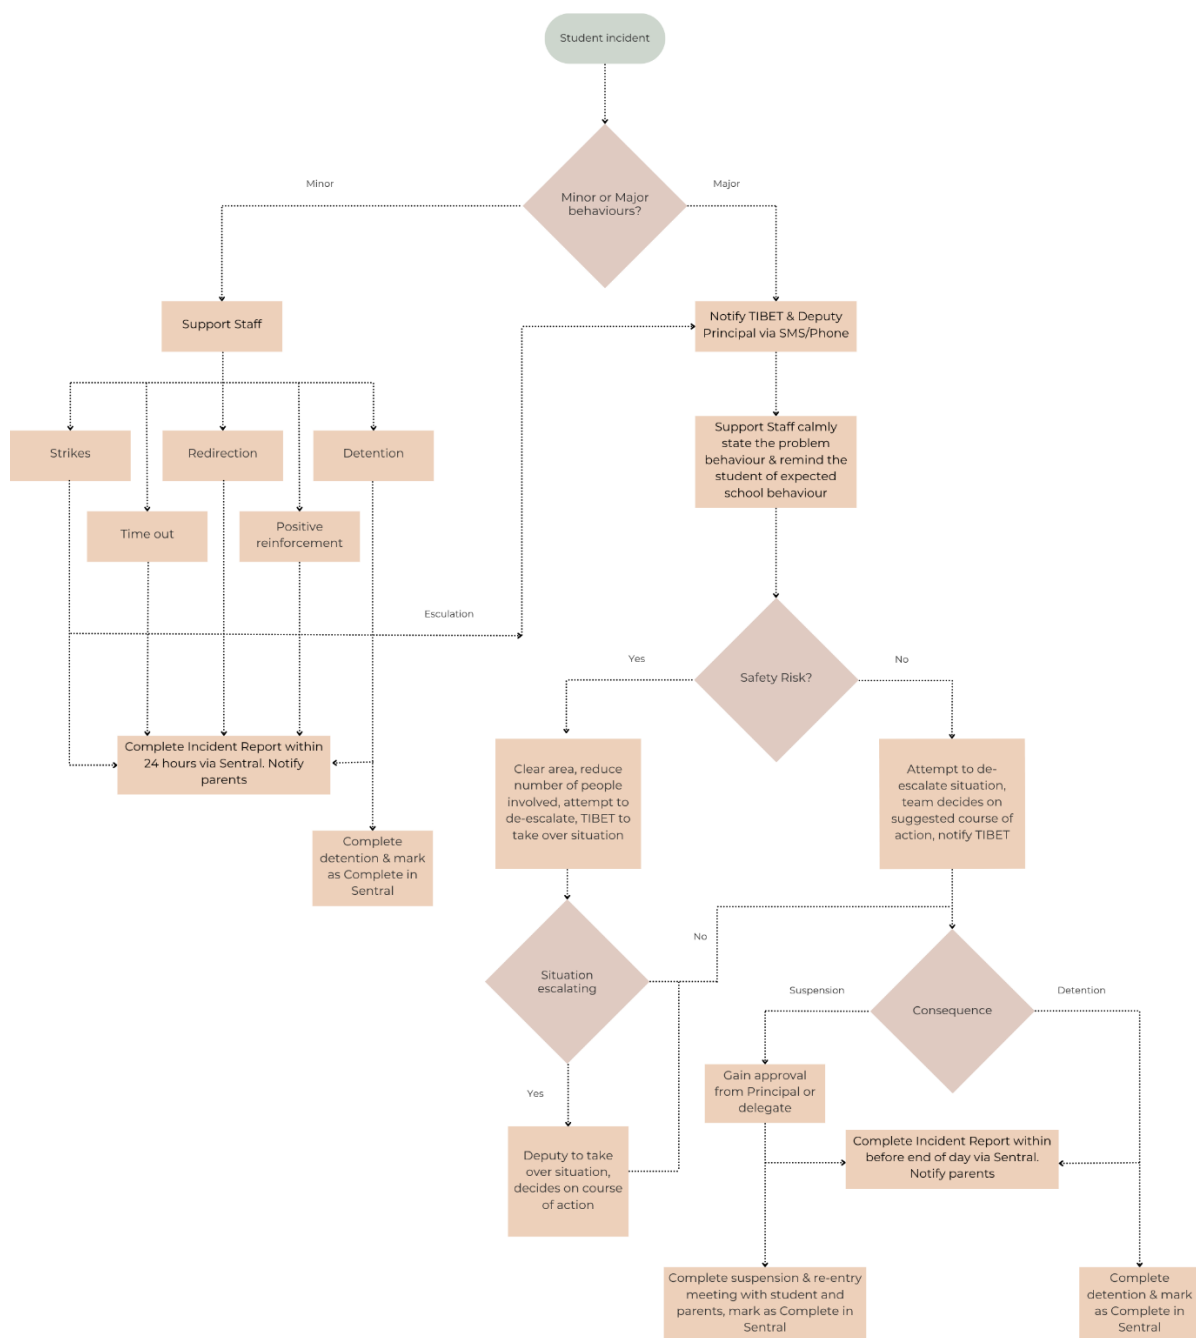 Student incident
Minor
Major
Minor or Major
behaviours?
Support Staff
Notify TIBET & Deputy
Principal via SMS/Phone
Strikes
Redirection
Detention
Support Staff calmly
state the problem
behaviour & remind the
student of expected
school behaviour
Time out
Positive
reinforcement
Esculation
Yes
No
Safety Risk?
Complete Incident Report within
24 hours via Sentral. Notify
parents
Clear area, reduce
number of people
involved, attempt to
de-escalate, TIBET to
take over situation
Attempt to de-
escalate situation,
team decides on
suggested course of
action, notify TIBET
Complete
detention & mark
as Complete in
Sentral
No
Situation
escalating
Suspension
Detention
Consequence
Yes
Gain approval
from Principal or
delegate
Deputy to take
over situation,
decides on course
of action
Complete Incident Report within
before end of day via Sentral.
Notify parents
Complete suspension & re-entry
meeting with student and
parents, mark as Complete in
Sentral
Complete
detention & mark
as Complete in
Sentral